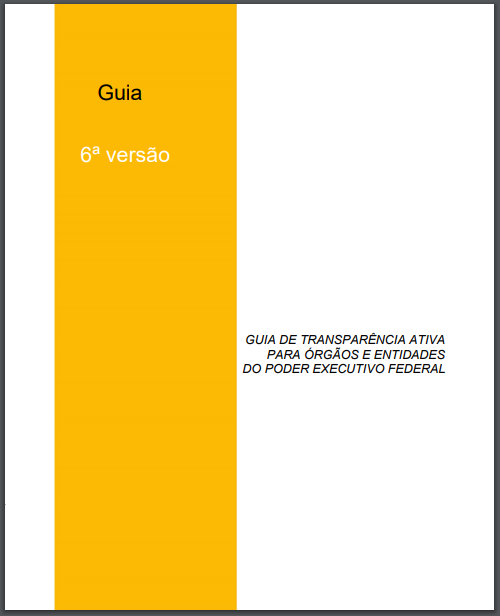 Guia
6ª versão
GUIA DE TRANSPARÊNCIA ATIVA
PARA ÓRGÃOS E ENTIDADES
DO PODER EXECUTIVO FEDERAL